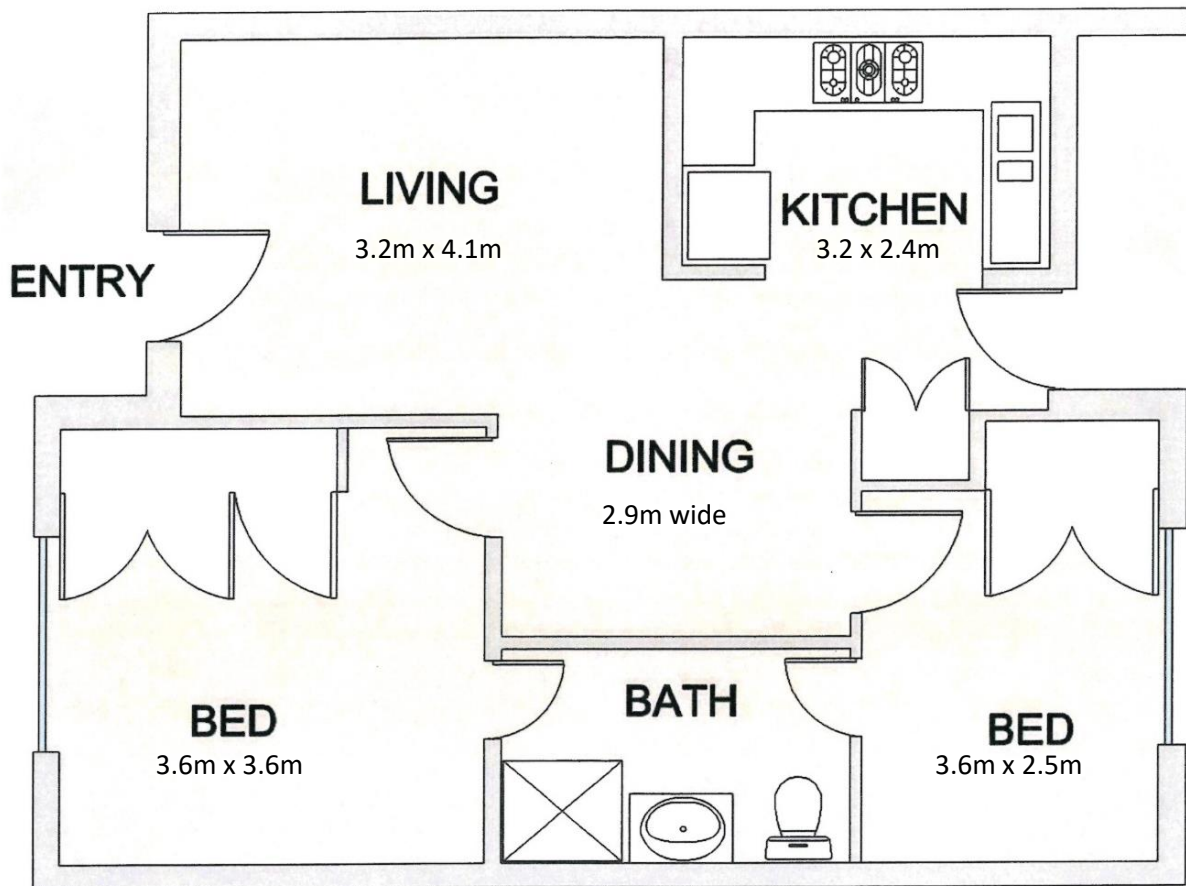 LIVING
3.2m x 4.1m
KITCHEN
3.2 x 2.4m
ENTRY
DINING
2.9m wide
BED
3.6m x 3.6m
BATH
BED
3.6m x 2.5m